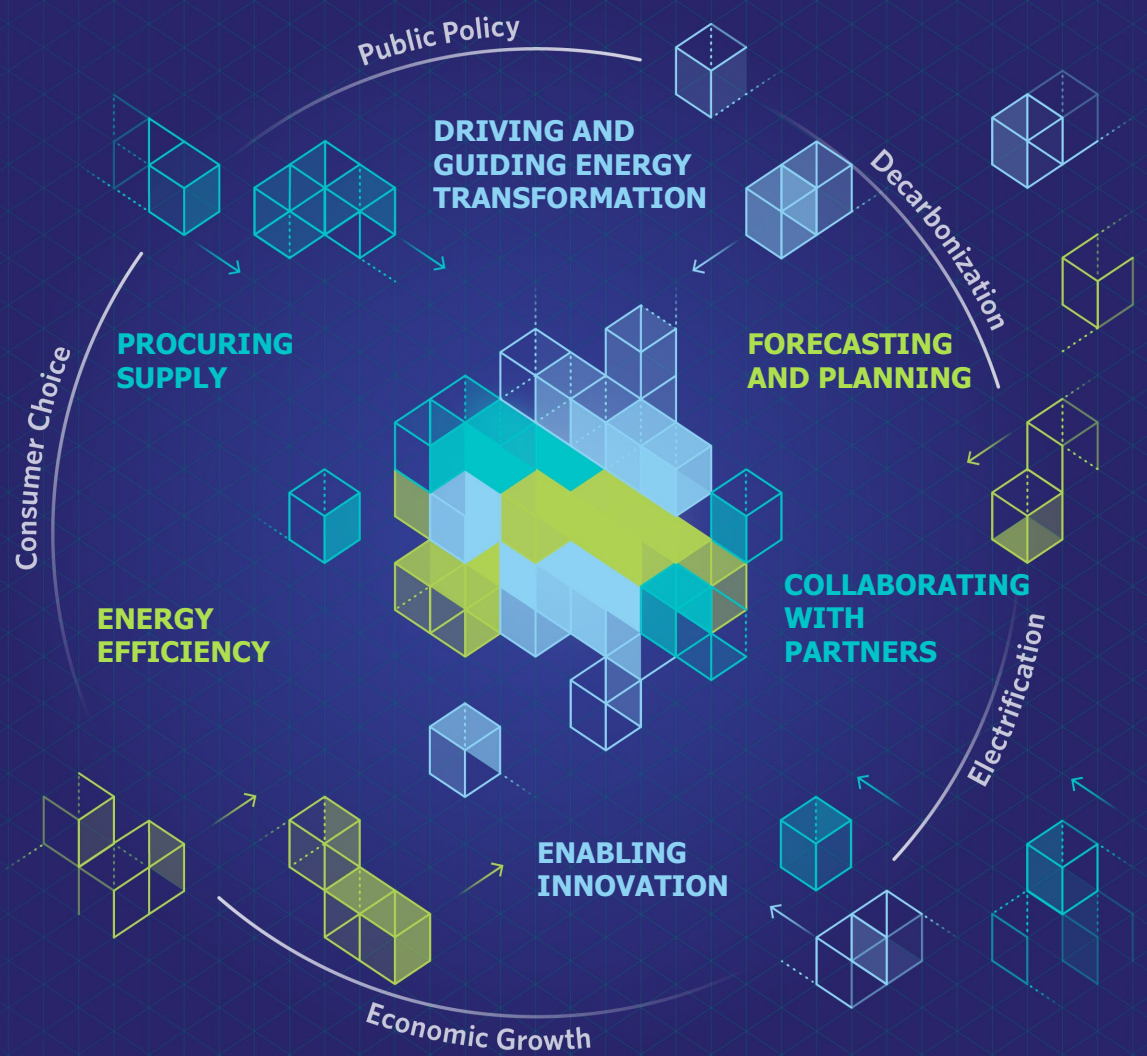 Public Policy
DRIVING AND
GUIDING ENERGY
TRANSFORMATION
Decarbonization
PROCURING
SUPPLY
FORECASTING
AND PLANNING
Consumer Choice
COLLABORATING
WITH
PARTNERS
ENERGY
EFFICIENCY
Electrification
ENABLING
INNOVATION
Economic Growth